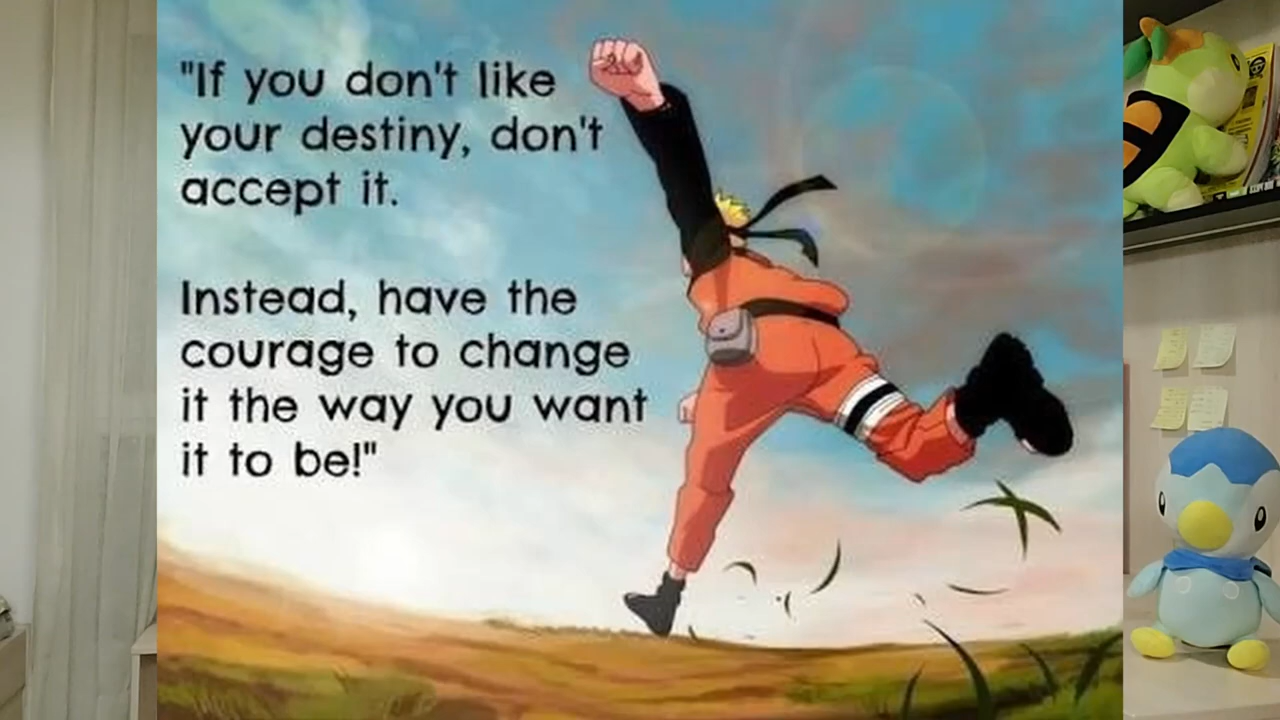 "If you don't like
your destiny, don't
accept it.
Instead, have the
courage to change
it the way you want
it to be!"